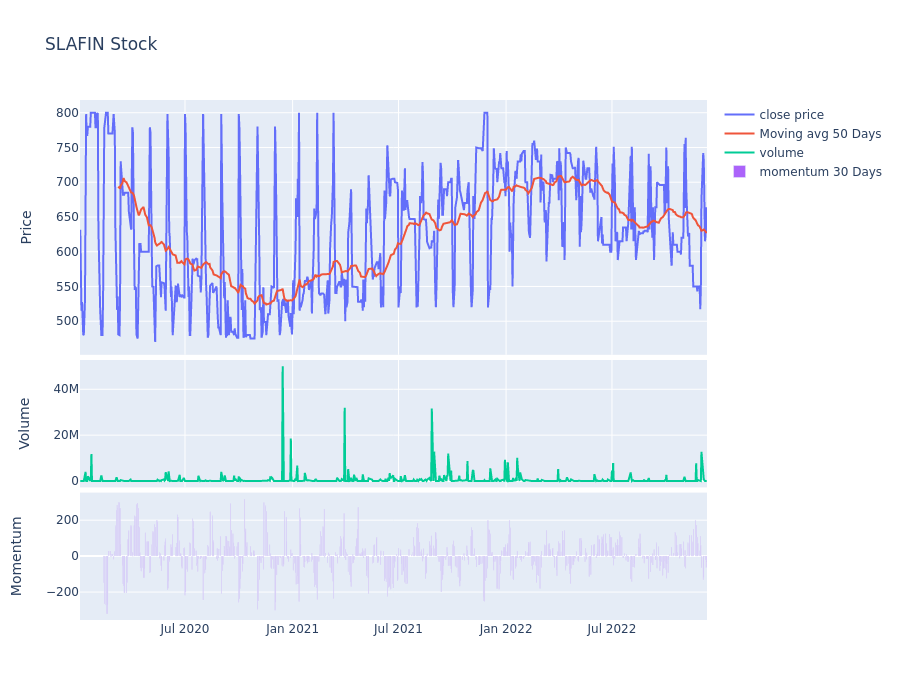 SLAFIN Stock
close price
Moving avg 50 Days
volume
momentum 30 Days
Price
800
750
700
650
600
550
500
Volume
40M
20M
0
Momentum
200
0
−200
Jul 2020
Jan 2021
Jul 2021
Jan 2022
Jul 2022